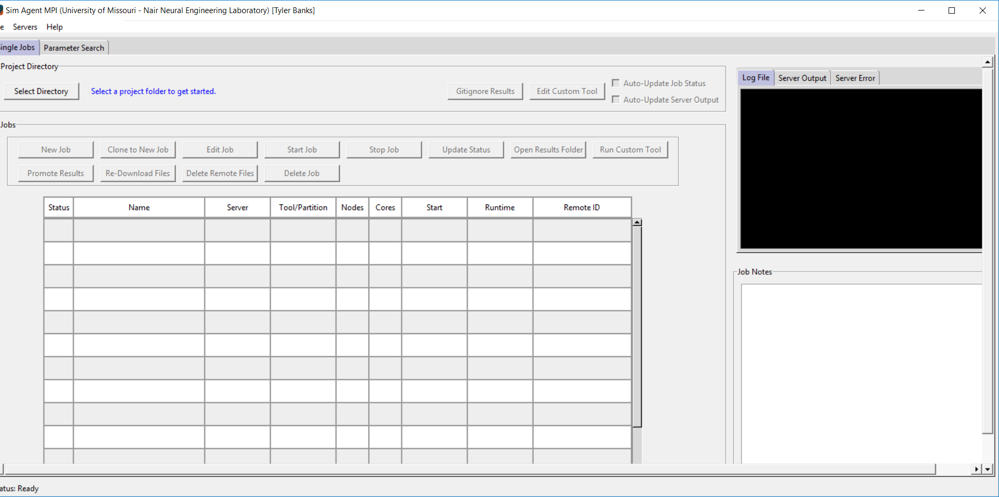 Sim Agent MPI (University of Missouri - Nair Neural Engineering Laboratory) [Tyler Banks]
e Servers Help
ingle Jobs Parameter Search
Project Directory
Select Directory Select a project folder to get started. Gitignore Results Edit Custom Tool
Auto-Update Job Status
Auto-Update Server Output
Jobs
New Job Clone to New Job Edit Job Start Job Stop Job Update Status Open Results Folder Run Custom Tool
Promote Results Re-Download Files Delete Remote Files Delete Job
Status Name Server Tool/Partition Nodes Cores Start Runtime Remote ID
Log File Server Output Server Error
Job Notes
atus: Ready